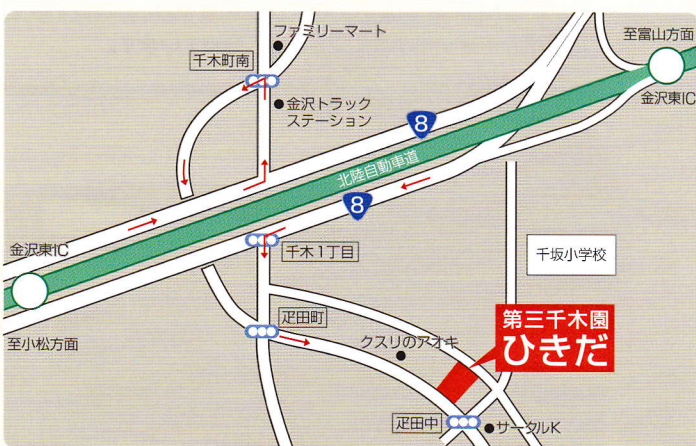 ファミリーマート
至富山方面
千木町南
金沢東IC
金沢トラック
ステーション
8
北陸自動車道
8
金沢東IC
千木1丁目
千坂小学校
疋田町
第三千木園
ひきだ
至小松方面
クスリのアオキ
疋田中
サークルK